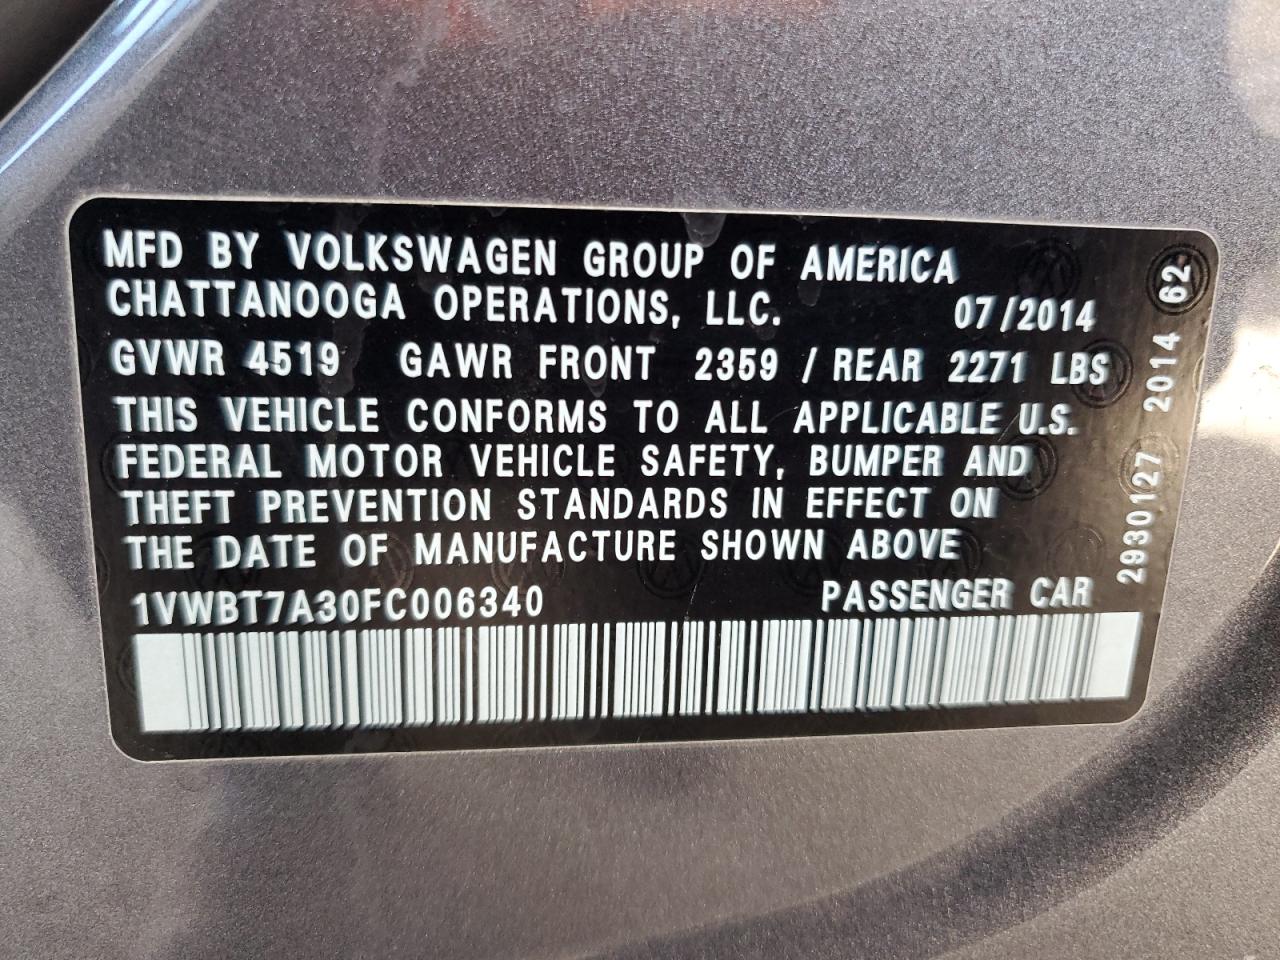 MFD BY VOLKSWAGEN GROUP OF AMERICA
CHATTANOOGA OPERATIONS, LLC. 07/2014
GVWR 4519 GAWR FRONT 2359 / REAR 2271 LBS
THIS VEHICLE CONFORMS TO ALL APPLICABLE U.S.
FEDERAL MOTOR VEHICLE SAFETY, BUMPER AND
THEFT PREVENTION STANDARDS IN EFFECT ON
THE DATE OF MANUFACTURE SHOWN ABOVE
1VWBT7A30FC006340 PASSENGER CAR
2930127 2014 62